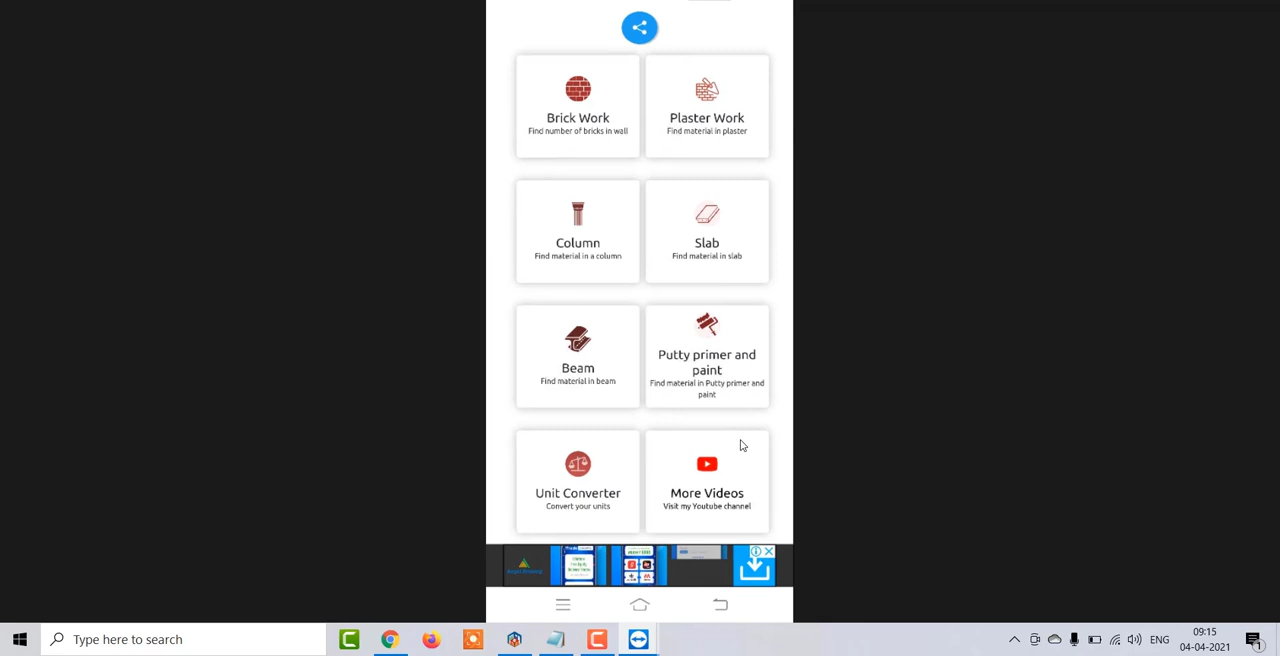 Brick Work
Find number of bricks in wall
Plaster Work
Find material in plaster
Column
Find material in a column
Slab
Find material in slab
Beam
Find material in beam
Putty primer and
paint
Find material in Putty primer and
paint
Unit Converter
Convert your units
More Videos
Visit my Youtube channel
Type here to search
ENG
09:15
04-04-2021
1